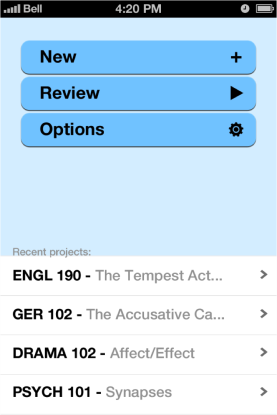 Bell 4:20 PM
New +
Review
Options
Recent projects:
ENGL 190 - The Tempest Act...
GER 102 - The Accusative Ca...
DRAMA 102 - Affect/Effect
PSYCH 101 - Synapses